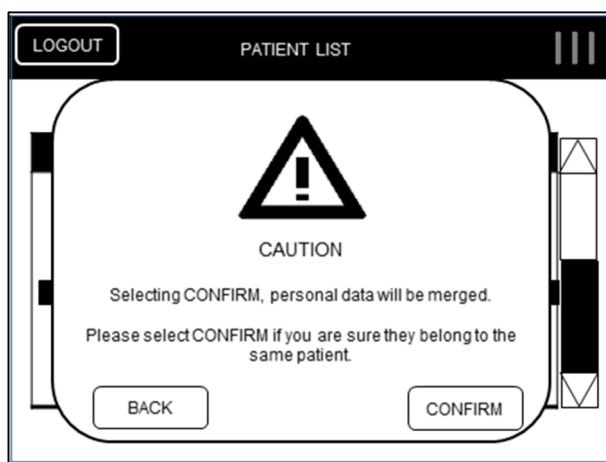 LOGOUT
PATIENT LIST
CAUTION
Selecting CONFIRM, personal data will be merged.
Please select CONFIRM if you are sure they belong to the
same patient.
BACK
CONFIRM